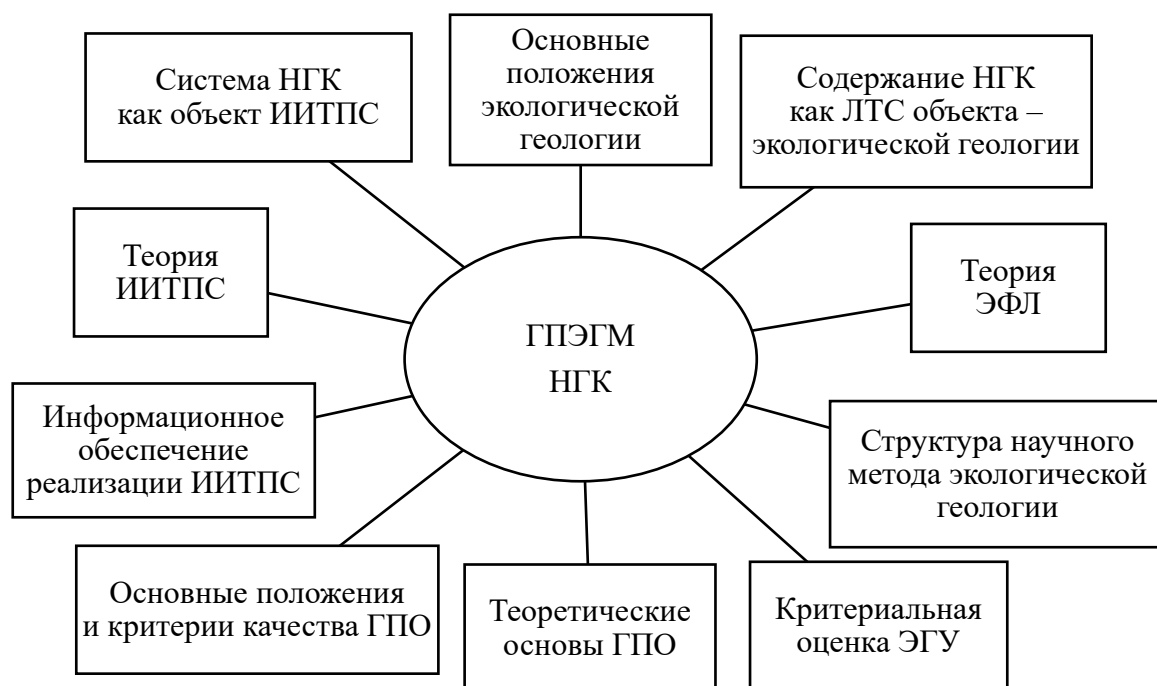 Система НГК
как объект ИИТПС
Основные
положения
экологической
геологии
Содержание НГК
как ЛТС объекта –
экологической геологии
Теория
ИИТПС
Теория
ЭФЛ
ГПЭГМ
НГК
Информационное
обеспечение
реализации ИИТПС
Структура научного
метода экологической
геологии
Основные положения
и критерии качества ГПО
Теоретические
основы ГПО
Критериальная
оценка ЭГУ